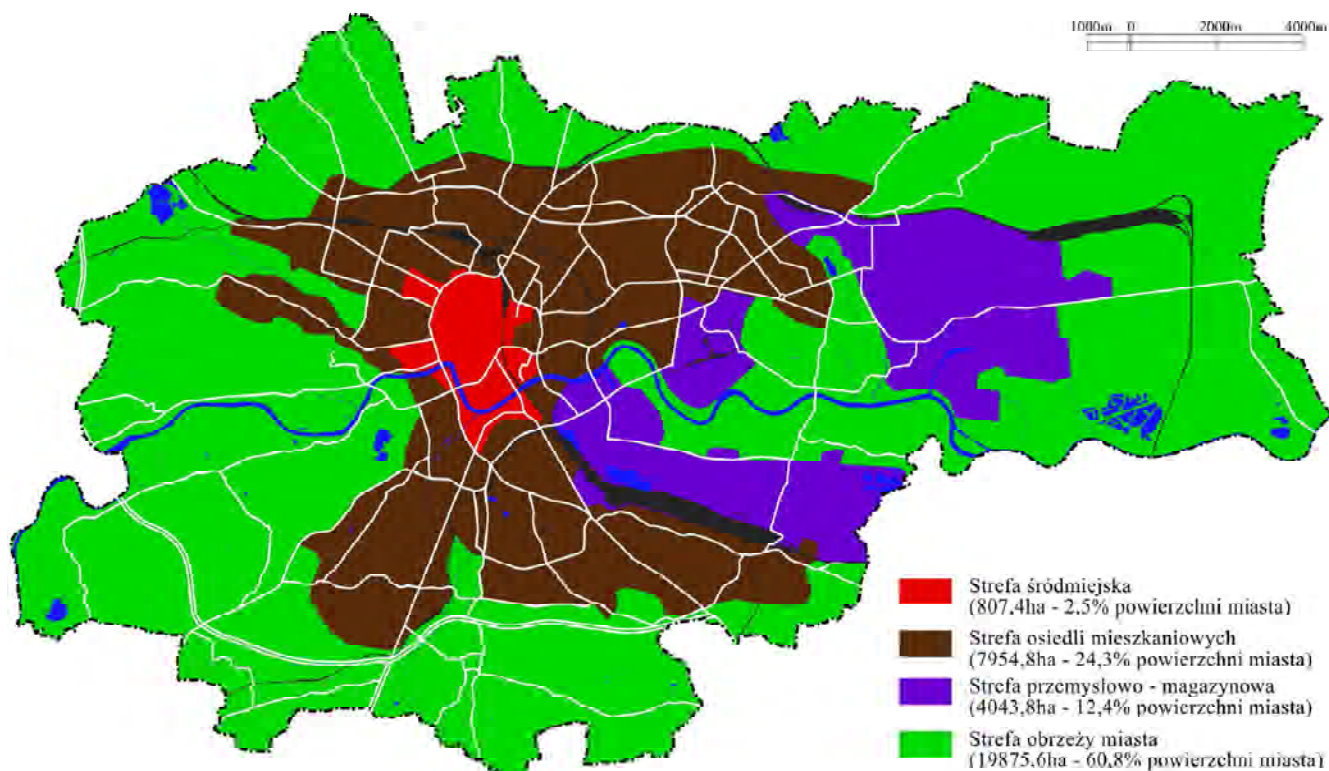 1000m 0 2000m 4000m
Strefa śródmiejska
(807,4ha - 2,5% powierzchni miasta)
Strefa osiedli mieszkaniowych
(7954,8ha - 24,3% powierzchni miasta)
Strefa przemysłowo - magazynowa
(4043,8ha - 12,4% powierzchni miasta)
Strefa obrzeży miasta
(19875,6ha - 60,8% powierzchni miasta)